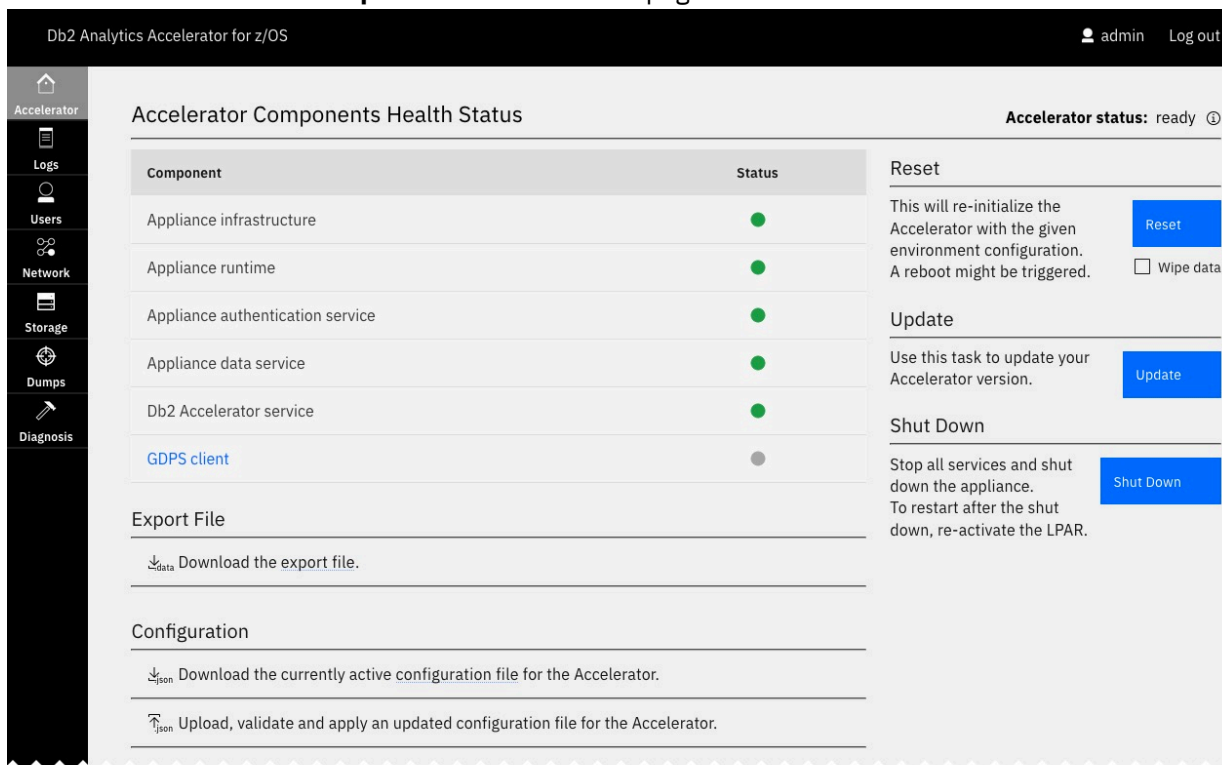 Db2 Analytics Accelerator for z/OS
admin Log out
Accelerator
Logs
Users
Network
Storage
Dumps
Diagnosis
Accelerator Components Health Status
Accelerator status: ready
Component Status
Appliance infrastructure
Appliance runtime
Appliance authentication service
Appliance data service
Db2 Accelerator service
GDPS client
Export File
data Download the export file.
Configuration
json Download the currently active configuration file for the Accelerator.
json Upload, validate and apply an updated configuration file for the Accelerator.
Reset
This will re-initialize the
Accelerator with the given
environment configuration.
A reboot might be triggered.
Reset
Wipe data
Update
Use this task to update your
Accelerator version.
Update
Shut Down
Stop all services and shut
down the appliance.
To restart after the shut
down, re-activate the LPAR.
Shut Down